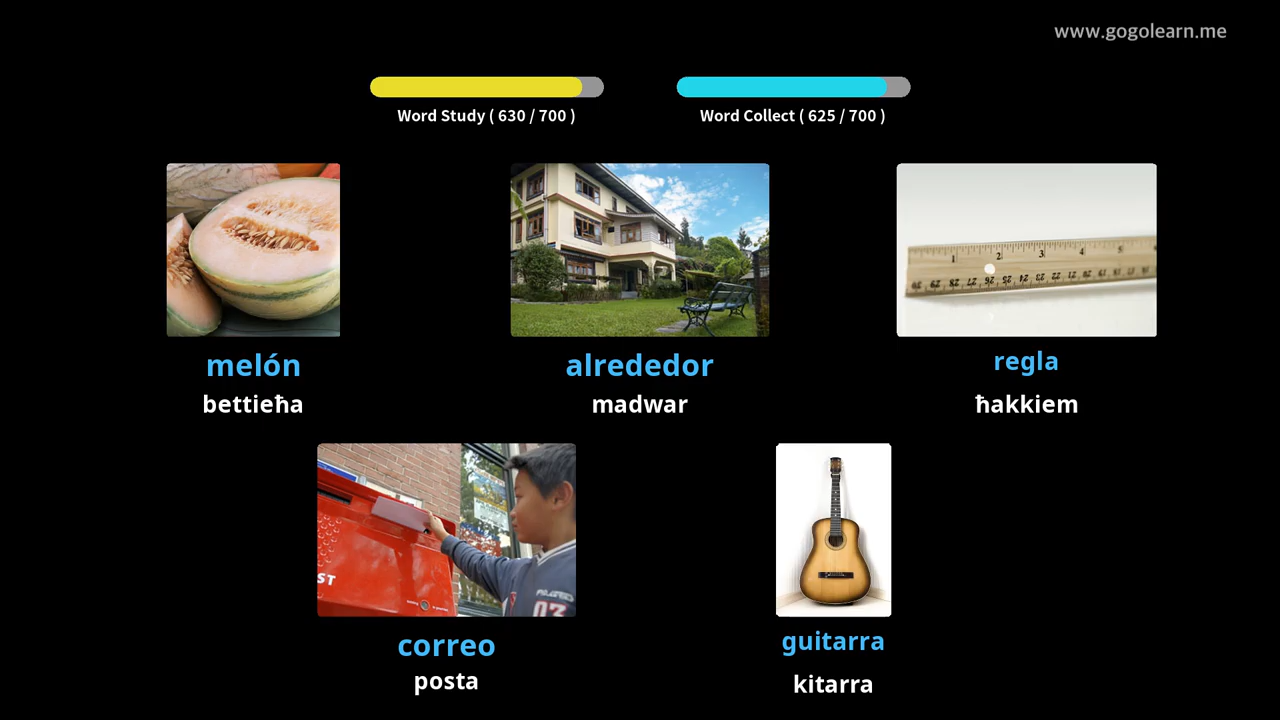 www.gogolearn.me
Word Study ( 630 / 700 )
Word Collect ( 625 / 700 )
melón
bettieħa
alrededor
madwar
regla
ħakkiem
correo
posta
guitarra
kitarra